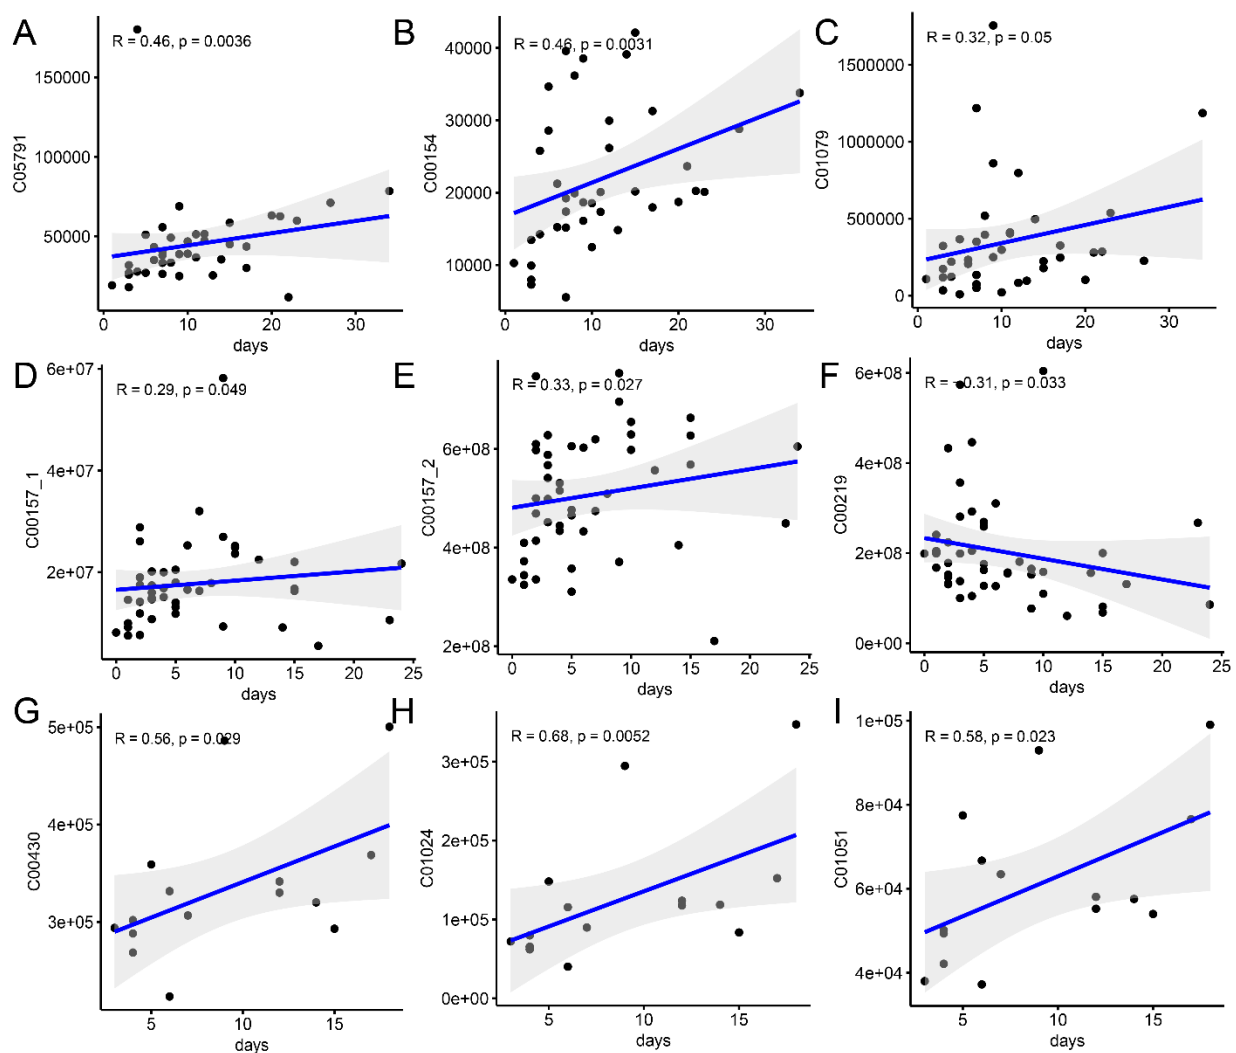 A
R = 0.46, p = 0.0036
150000
100000
50000
C05791
0 10 20 30
days
B
R = 0.46, p = 0.0031
40000
30000
20000
10000
C00154
0 10 20 30
days
C
R = 0.32, p = 0.05
1500000
1000000
500000
0
C01079
0 10 20 30
days
D
R = 0.29, p = 0.049
6e+07
4e+07
2e+07
C00157_1
0 5 10 15 20 25
days
E
R = 0.33, p = 0.027
6e+08
4e+08
2e+08
C00157_2
0 5 10 15 20 25
days
F
R = −0.31, p = 0.033
6e+08
4e+08
2e+08
0e+00
C00219
0 5 10 15 20 25
days
G
R = 0.56, p = 0.029
5e+05
4e+05
3e+05
C00430
5 10 15
days
H
R = 0.68, p = 0.0052
3e+05
2e+05
1e+05
0e+00
C01024
5 10 15
days
I
R = 0.58, p = 0.023
1e+05
8e+04
6e+04
4e+04
C01051
5 10 15
days